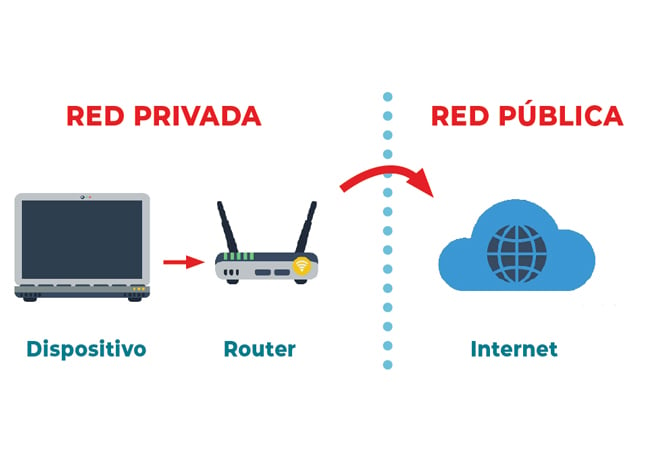 RED PRIVADA
RED PÚBLICA
Dispositivo
Router
Internet